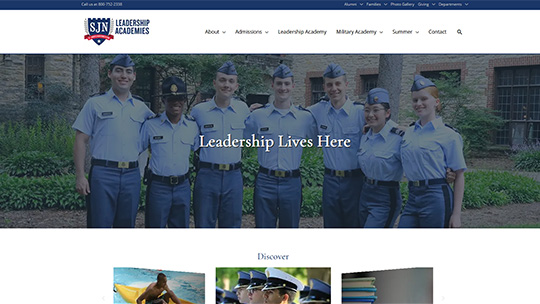 Call us at 800-752-2338
Alumni Families Photo Gallery Giving Departments
SJN
LEADERSHIP
ACADEMIES
About Admissions Leadership Academy Military Academy Summer Contact
Leadership Lives Here
Discover